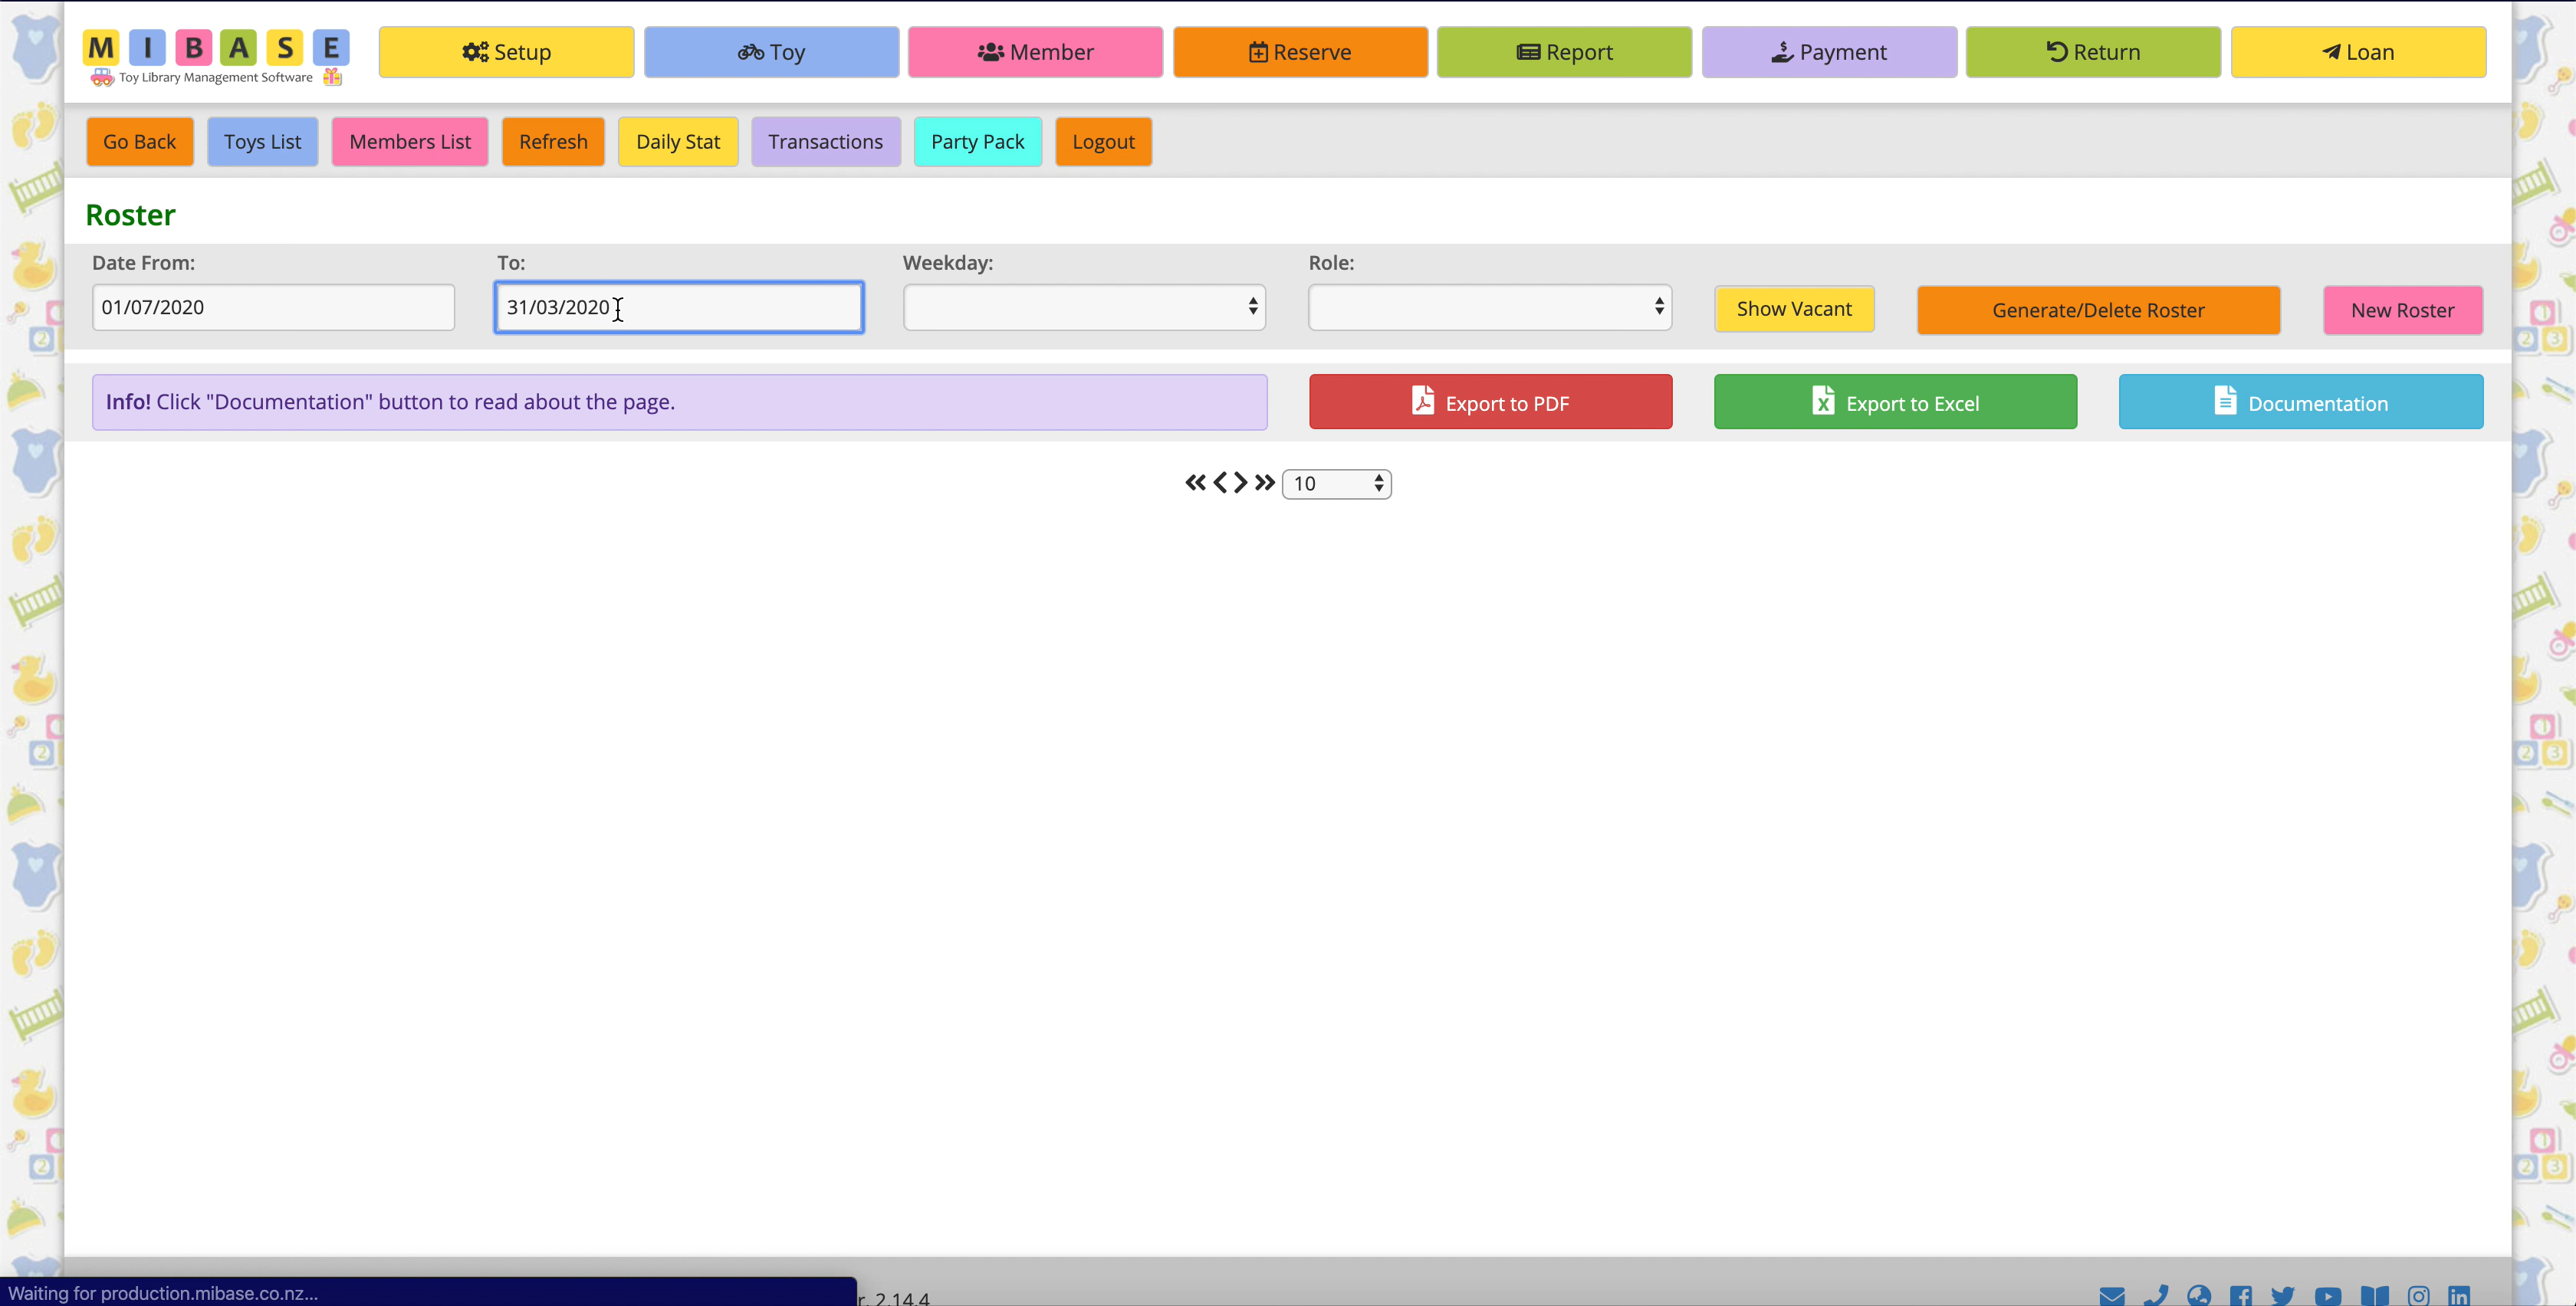 MIBASE
Toy Library Management Software
Setup
Toy
Member
Reserve
Report
Payment
Return
Loan
Go Back
Toys List
Members List
Refresh
Daily Stat
Transactions
Party Pack
Logout
Roster
Date From:
To:
Weekday:
Role:
01/07/2020
31/03/2020
Show Vacant
Generate/Delete Roster
New Roster
Info! Click "Documentation" button to read about the page.
Export to PDF
Export to Excel
Documentation
10
Waiting for production.mibase.co.nz...
r. 2.14.4